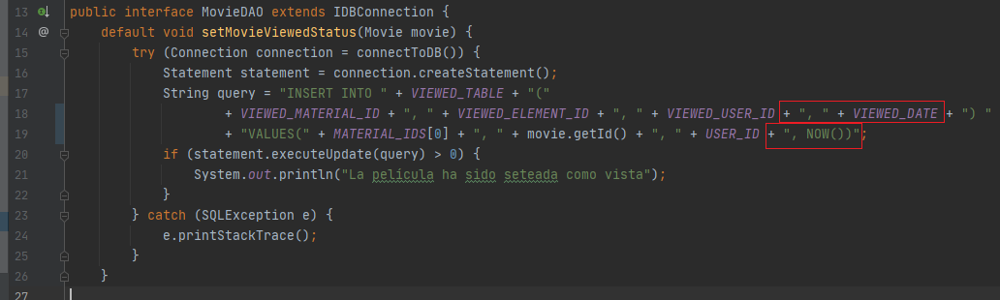 13 public interface MovieDAO extends IDBConnection {
14 @ default void setMovieViewedStatus(Movie movie) {
15 try (Connection connection = connectToDB()) {
16 Statement statement = connection.createStatement();
17 String query = "INSERT INTO " + VIEWED_TABLE + "("
18 + VIEWED_MATERIAL_ID + ", " + VIEWED_ELEMENT_ID + ", " + VIEWED_USER_ID + ", " + VIEWED_DATE + ") "
19 + "VALUES(" + MATERIAL_IDS[0] + ", " + movie.getId() + ", " + USER_ID + ", NOW())";
20 if (statement.executeUpdate(query) > 0) {
21 System.out.println("La pelicula ha sido seteada como vista");
22 }
23 } catch (SQLException e) {
24 e.printStackTrace();
25 }
26 }
27